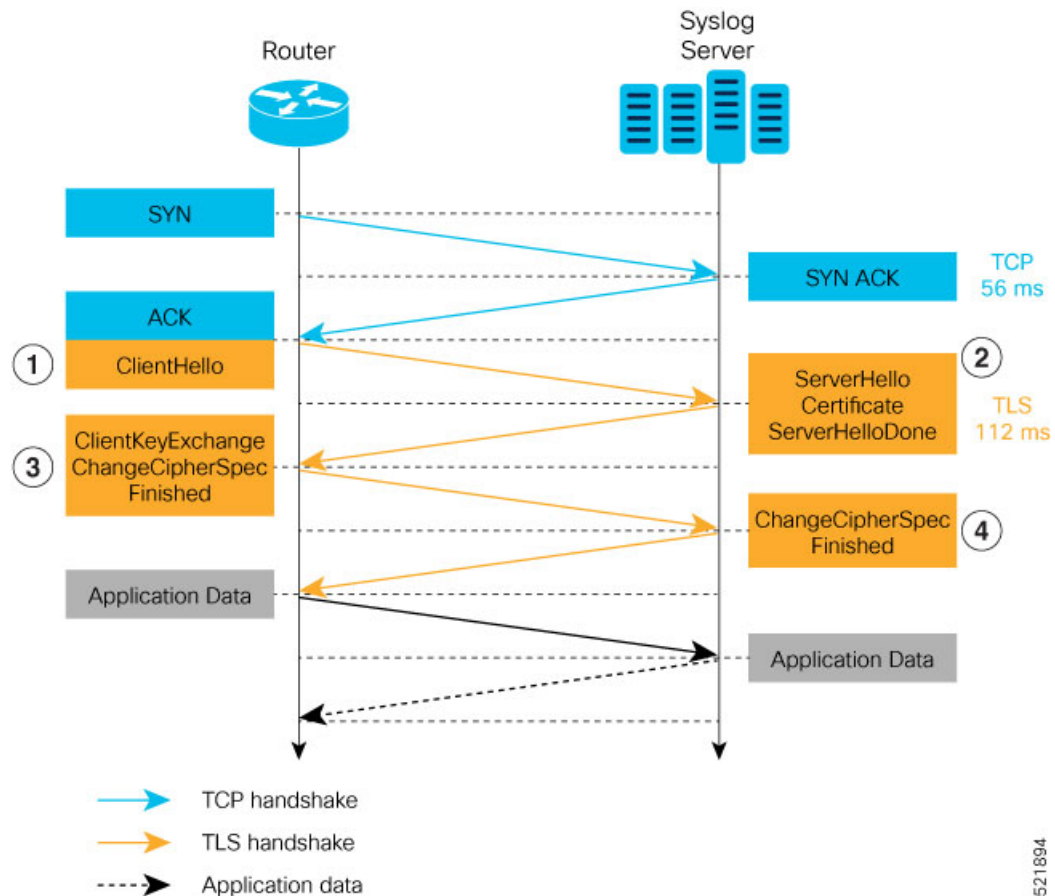 Router
Syslog
Server
SYN
SYN ACK
TCP
56 ms
ACK
1
ClientHello
2
ServerHello
Certificate
ServerHelloDone
TLS
112 ms
3
ClientKeyExchange
ChangeCipherSpec
Finished
ChangeCipherSpec
Finished
4
Application Data
Application Data
TCP handshake
TLS handshake
Application data
521894